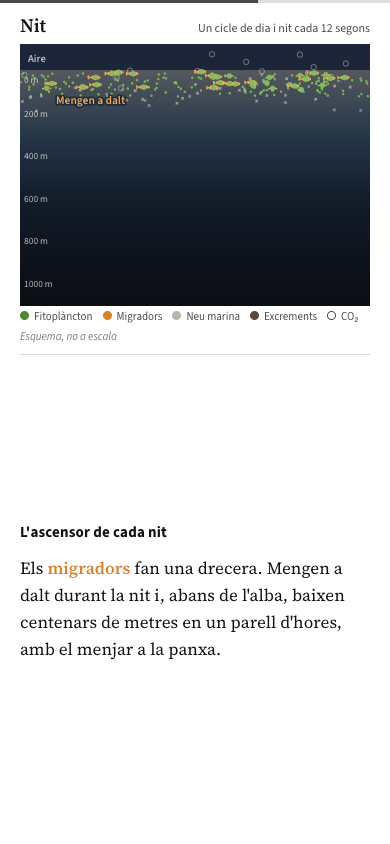 Nit
Un cicle de dia i nit cada 12 segons
Aire
0 m
Mengen a dalt
200 m
400 m
600 m
800 m
1000 m
Fitoplàncton Migradors Neu marina Excrements CO₂
Esquema, no a escala
L'ascensor de cada nit
Els migradors fan una drecera. Mengen a
dalt durant la nit i, abans de l'alba, baixen
centenars de metres en un parell d'hores,
amb el menjar a la panxa.